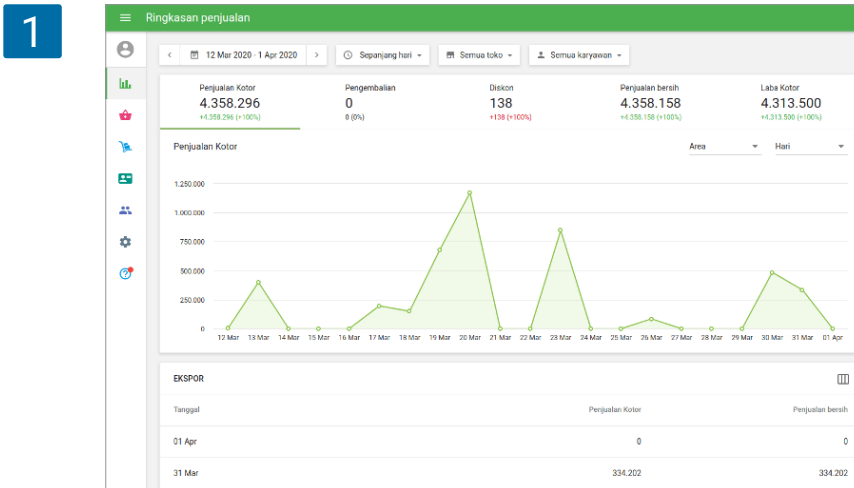 1
Ringkasan penjualan
12 Mar 2020 - 1 Apr 2020
Sepanjang hari
Semua toko
Semua karyawan
Penjualan Kotor Pengembalian Diskon Penjualan bersih Laba Kotor
4.358.296 0 138 4.358.158 4.313.500
+4.358.296 (+100%) 0 (0%) +138 (+100%) +4.358.158 (+100%) +4.313.500 (+100%)
Penjualan Kotor Area Hari
1.250.000
1.000.000
750.000
500.000
250.000
0
12 Mar 13 Mar 14 Mar 15 Mar 16 Mar 17 Mar 18 Mar 19 Mar 20 Mar 21 Mar 22 Mar 23 Mar 24 Mar 25 Mar 26 Mar 27 Mar 28 Mar 29 Mar 30 Mar 31 Mar 01 Apr
EKSPOR
Tanggal Penjualan Kotor Penjualan bersih
01 Apr 0 0
31 Mar 334.202 334.202